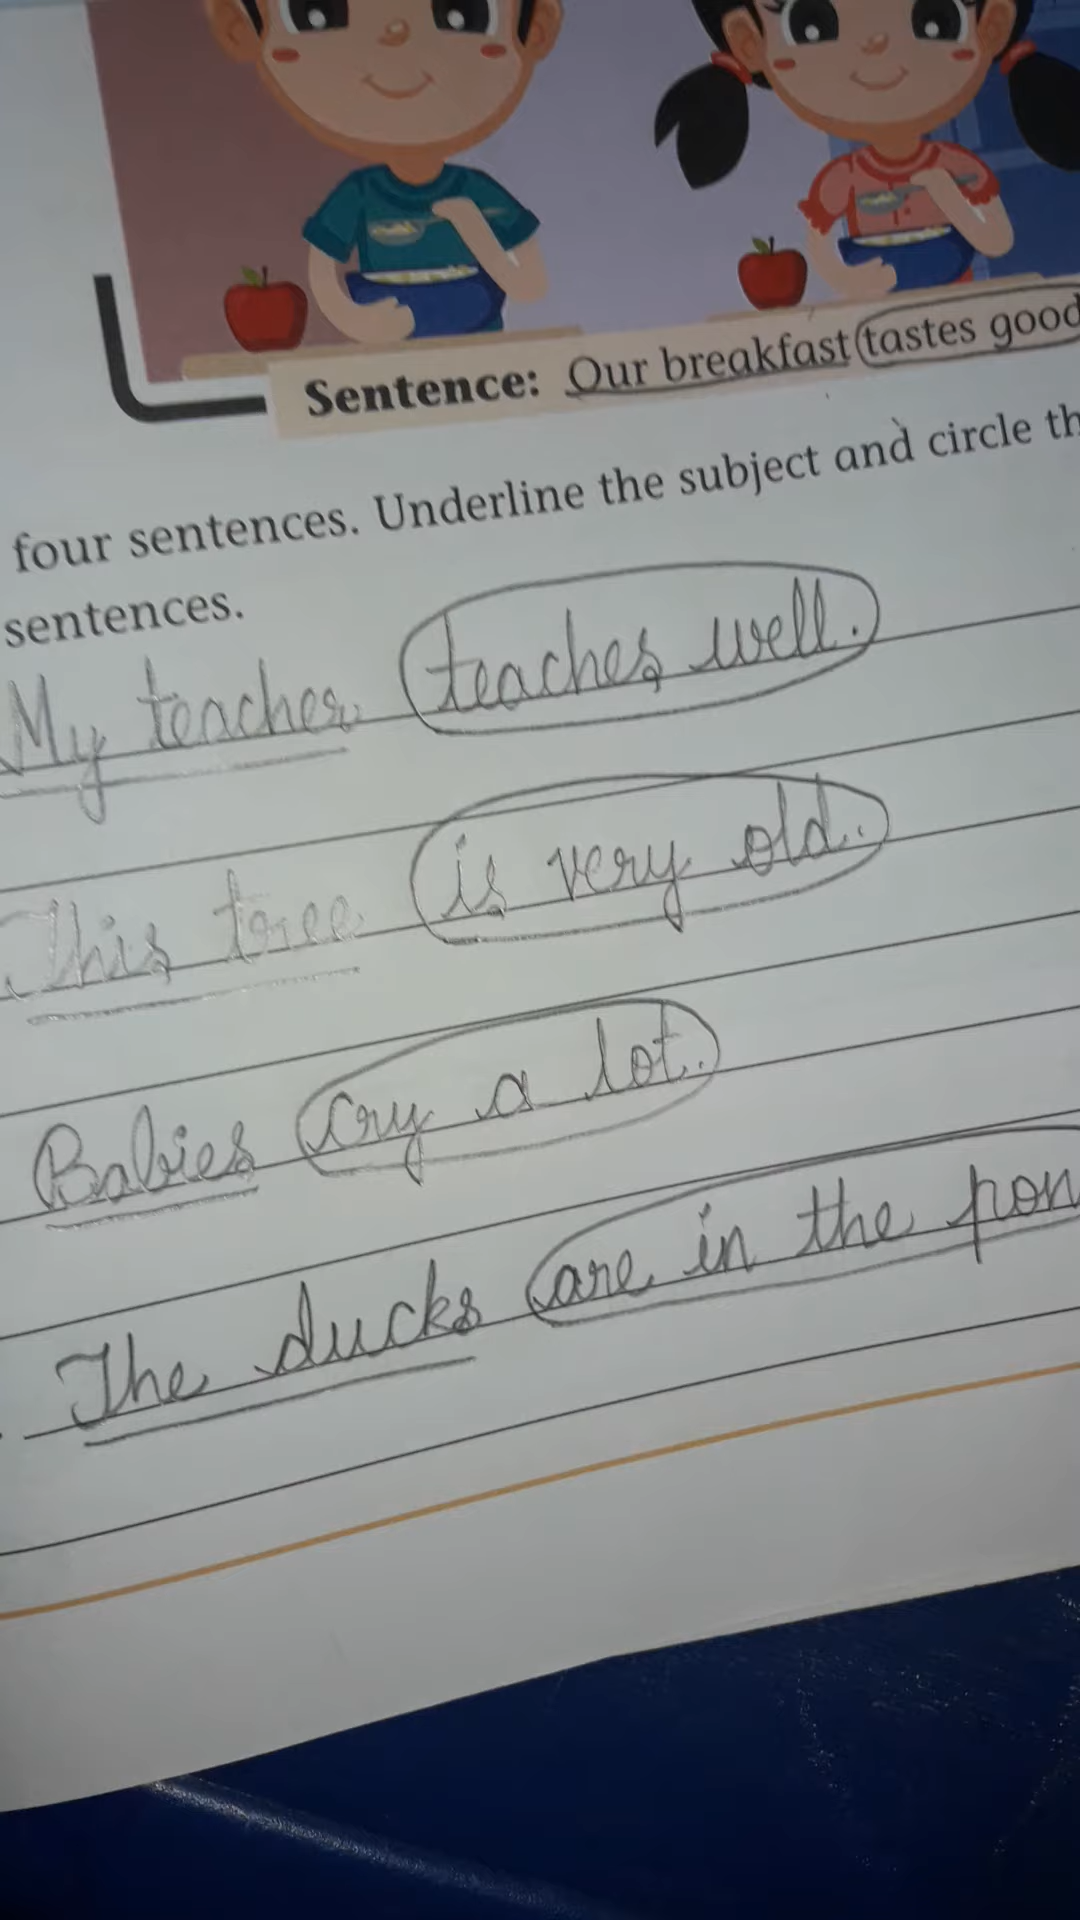 Sentence: Our breakfast tastes good
four sentences. Underline the subject and circle th
sentences.
My teacher teaches well.
This tree is very old.
Babies cry a lot.
The ducks are in the pon